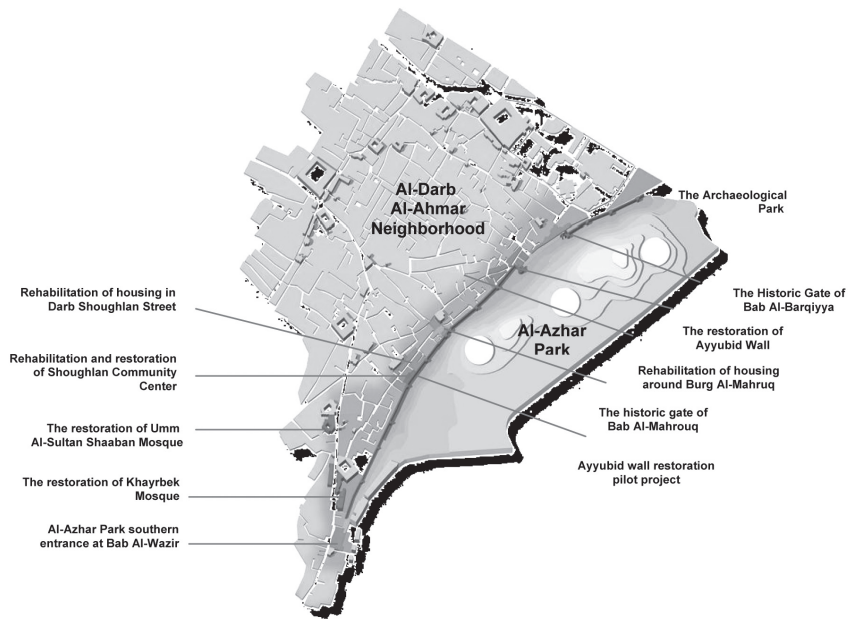 Al-Darb
Al-Ahmar
Neighborhood
The Archaeological
Park
Rehabilitation of housing in
Darb Shoughlan Street
The Historic Gate of
Bab Al-Barqiyya
Al-Azhar
Park
The restoration of
Ayyubid Wall
Rehabilitation and restoration
of Shoughlan Community
Center
Rehabilitation of housing
around Burg Al-Mahruq
The historic gate of
Bab Al-Mahrouq
The restoration of Umm
Al-Sultan Shaaban Mosque
Ayyubid wall restoration
pilot project
The restoration of Khayrbek
Mosque
Al-Azhar Park southern
entrance at Bab Al-Wazir